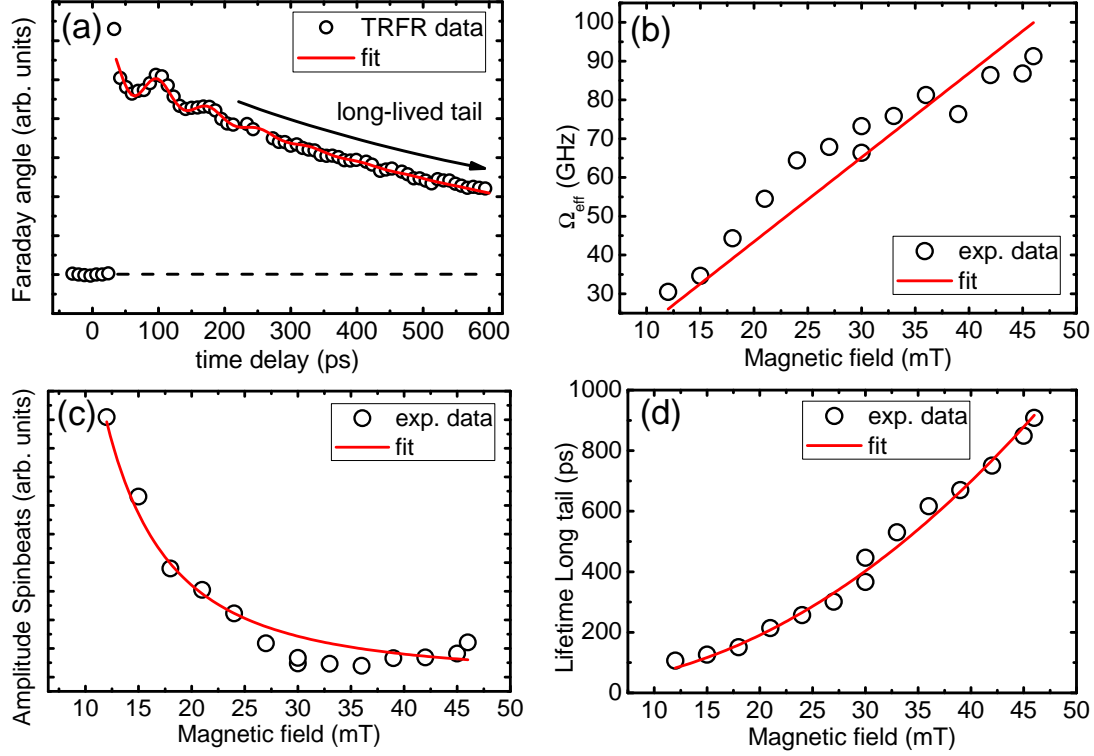 (a)
TRFR data
fit
long-lived tail
Faraday angle (arb. units)
0 100 200 300 400 500 600
time delay (ps)
(b)
100
90
80
70
60
50
40
30
Ω_eff (GHz)
exp. data
fit
10 15 20 25 30 35 40 45 50
Magnetic field (mT)
(c)
exp. data
fit
Amplitude Spinbeats (arb. units)
10 15 20 25 30 35 40 45 50
Magnetic field (mT)
(d)
1000
800
600
400
200
0
Lifetime Long tail (ps)
exp. data
fit
10 15 20 25 30 35 40 45 50
Magnetic field (mT)